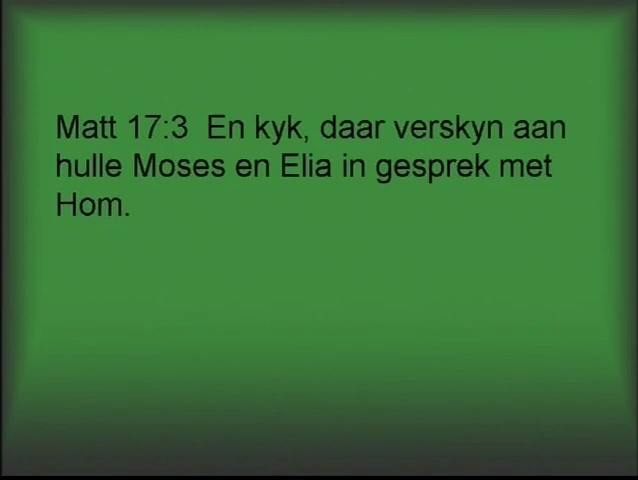 Matt 17:3  En kyk, daar verskyn aan
hulle Moses en Elia in gesprek met
Hom.